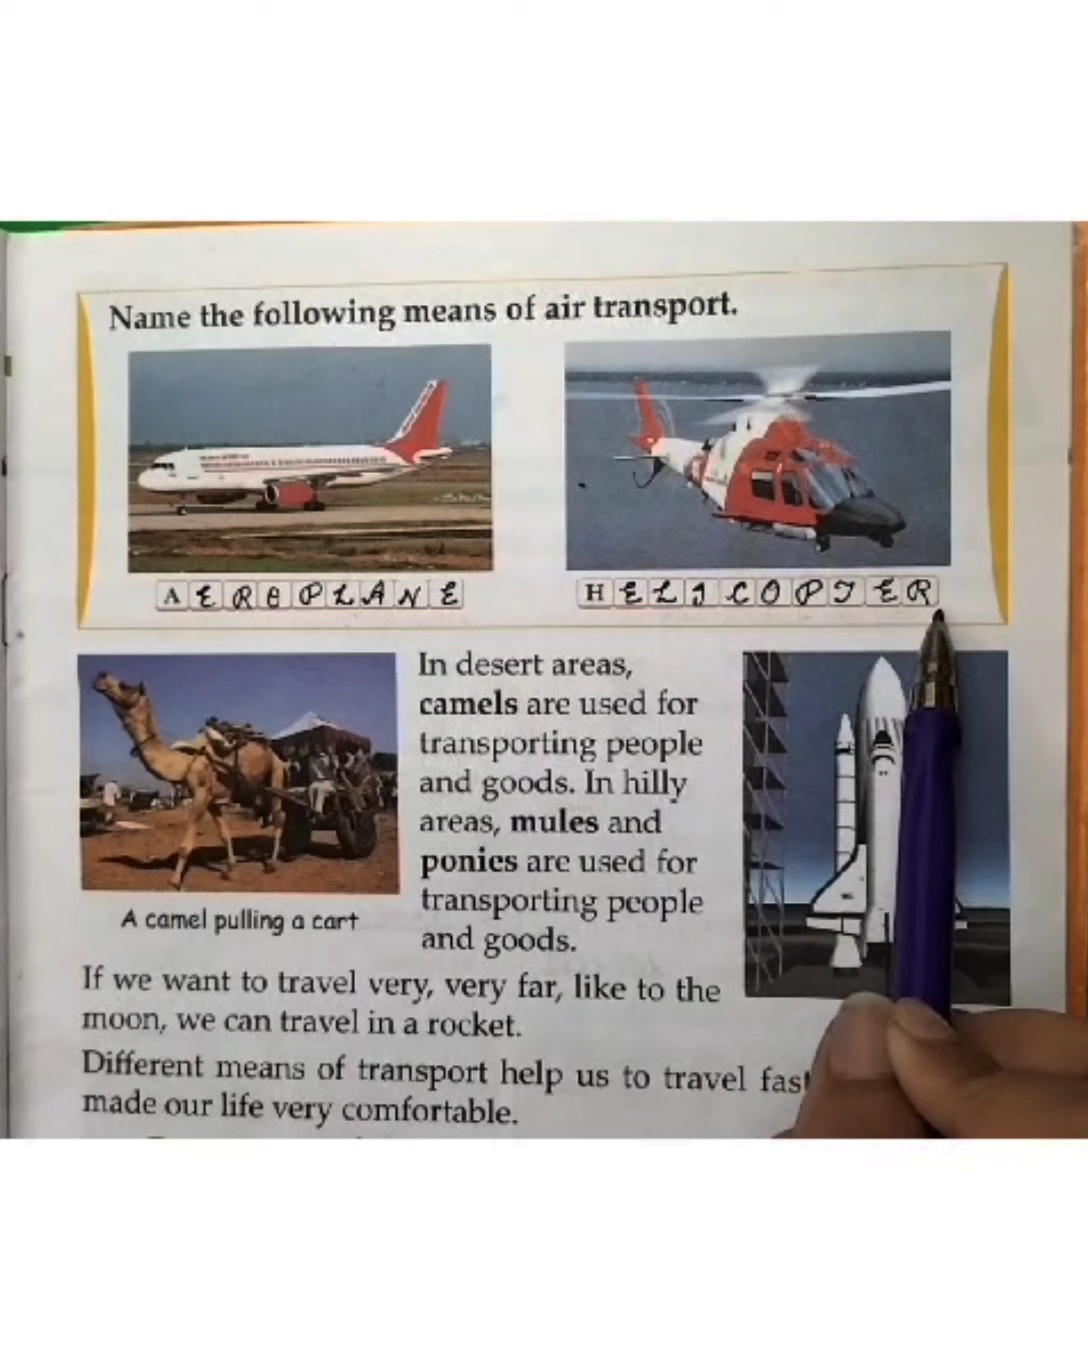 Name the following means of air transport.
AEROPLANE
HELICOPTER
In desert areas,
camels are used for
transporting people
and goods. In hilly
areas, mules and
ponies are used for
transporting people
and goods.
A camel pulling a cart
If we want to travel very, very far, like to the
moon, we can travel in a rocket.
Different means of transport help us to travel fast
made our life very comfortable.